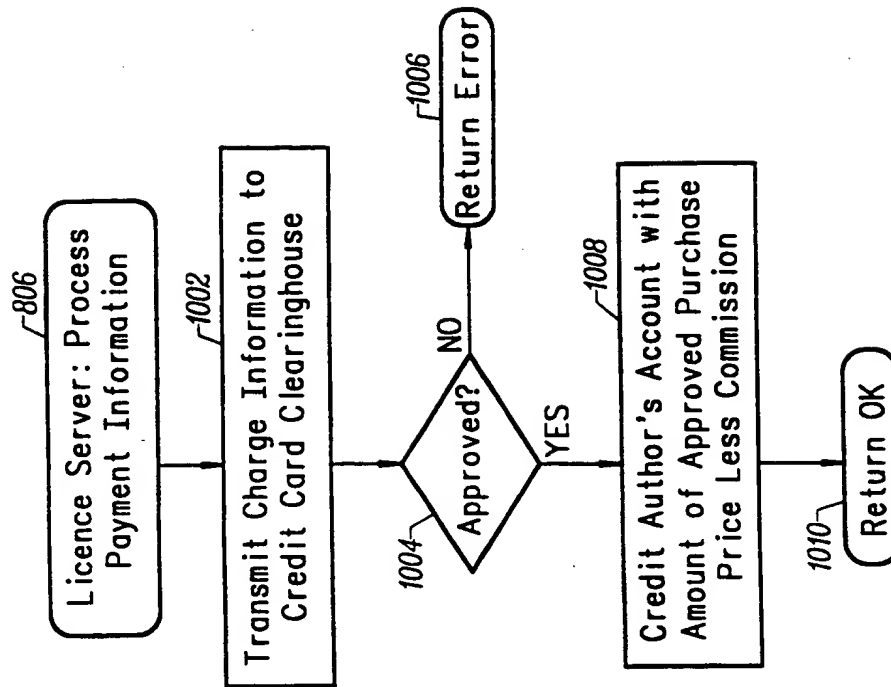 806
Licence Server: Process
Payment Information
1002
Transmit Charge Information to
Credit Card Clearinghouse
1004
Approved?
NO
1006
Return Error
YES
1008
Credit Author's Account with
Amount of Approved Purchase
Price Less Commission
1010
Return OK